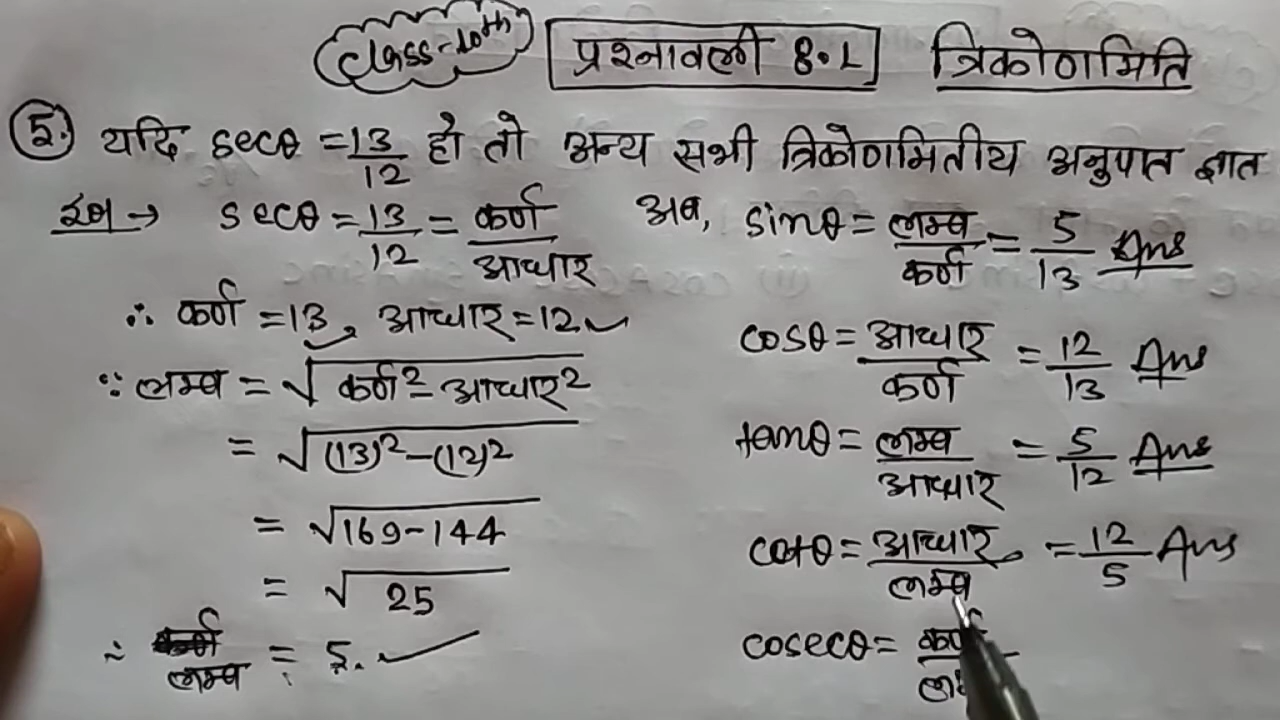 Class-10th प्रश्नावली 8.1 त्रिकोणमिति
5. यदि secθ = 13/12 हो तो अन्य सभी त्रिकोणमितीय अनुपात ज्ञात
हल → secθ = 13/12 = कर्ण/आधार
∴ कर्ण = 13, आधार = 12
∵ लम्ब = √(कर्ण² - आधार²)
= √((13)² - (12)²)
= √(169 - 144)
= √25
∴ लम्ब = 5.
अब, sinθ = लम्ब/कर्ण = 5/13 Ans
cosθ = आधार/कर्ण = 12/13 Ans
tanθ = लम्ब/आधार = 5/12 Ans
cotθ = आधार/लम्ब = 12/5 Ans
cosecθ = कर्ण